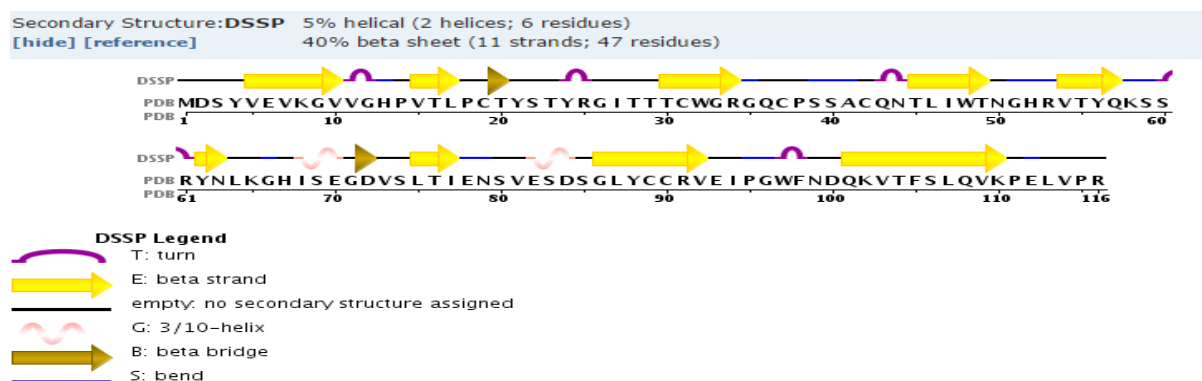 Secondary Structure:DSSP 5% helical (2 helices; 6 residues)
[hide] [reference] 40% beta sheet (11 strands; 47 residues)
DSSP
PDB MDSYVEVKGVVGHPVTLPCTYSTYRGITTTCWGRGQCPSSACQNTLIWTNGHRVTYQKSS
PDB 1 10 20 30 40 50 60
DSSP
PDB RYNLKGHISEGDVSLTIENSVESDSGLYCCRVEIPGWFNDQKVTFSLQVKPELVPR
PDB 61 70 80 90 100 110 116
DSSP Legend
T: turn
E: beta strand
empty: no secondary structure assigned
G: 3/10-helix
B: beta bridge
S: bend